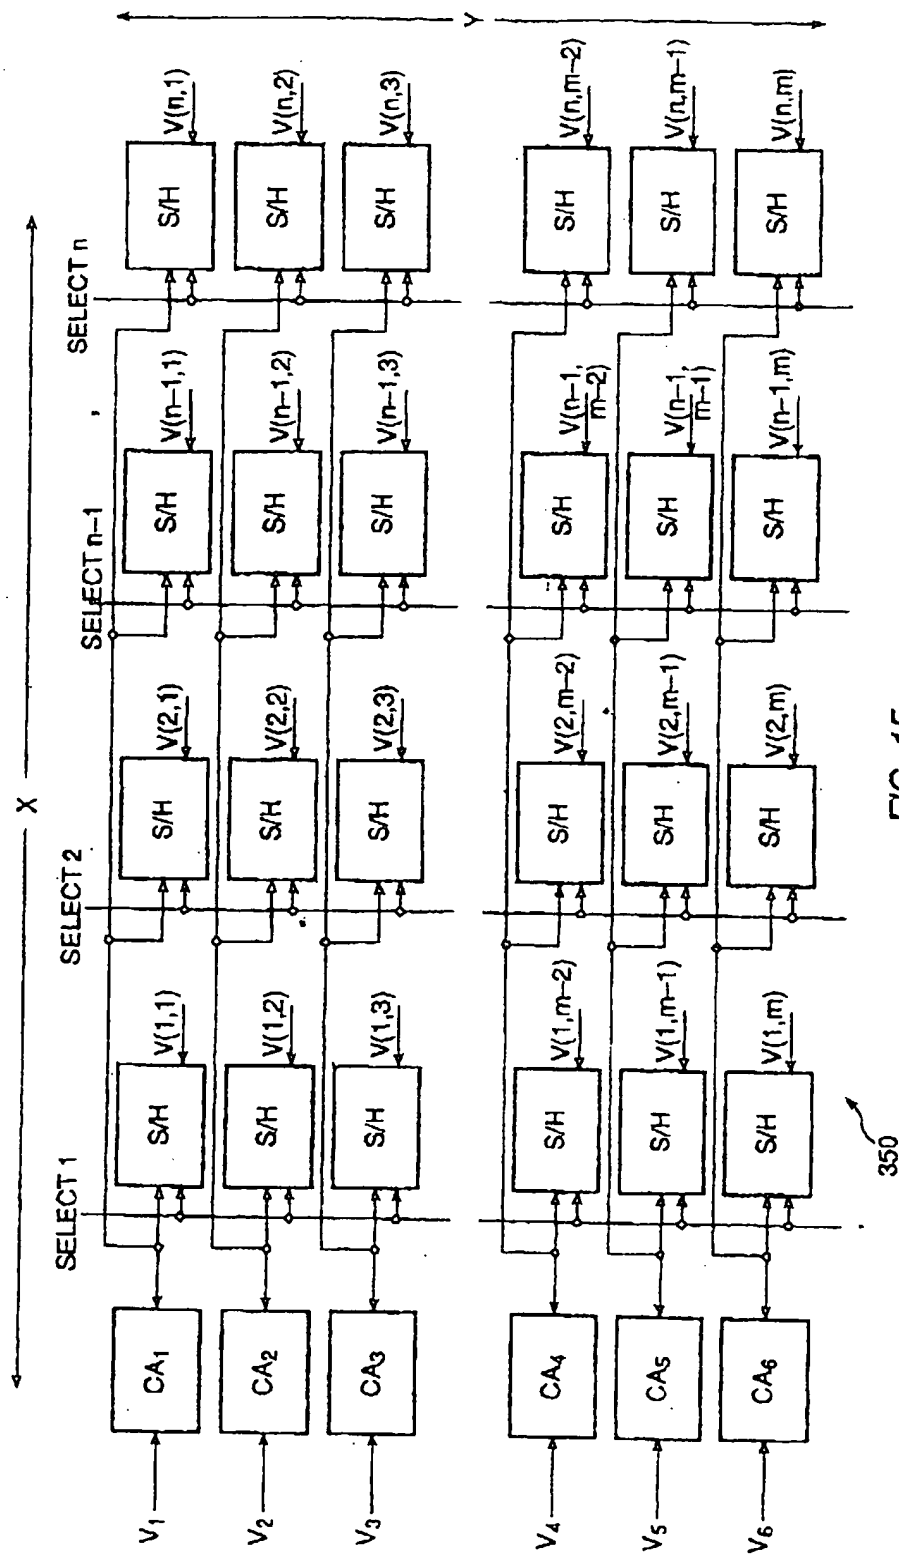 X
Y
SELECT 1
SELECT 2
SELECT n-1
SELECT n
V1
CA1
S/H
V(1,1)
S/H
V(2,1)
S/H
V(n-1,1)
S/H
V(n,1)
V2
CA2
S/H
V(1,2)
S/H
V(2,2)
S/H
V(n-1,2)
S/H
V(n,2)
V3
CA3
S/H
V(1,3)
S/H
V(2,3)
S/H
V(n-1,3)
S/H
V(n,3)
V4
CA4
S/H
V(1,m-2)
S/H
V(2,m-2)
S/H
V(n-1,
m-2)
S/H
V(n,m-2)
V5
CA5
S/H
V(1,m-1)
S/H
V(2,m-1)
S/H
V(n-1,
m-1)
S/H
V(n,m-1)
V6
CA6
S/H
V(1,m)
S/H
V(2,m)
S/H
V(n-1,m)
S/H
V(n,m)
350